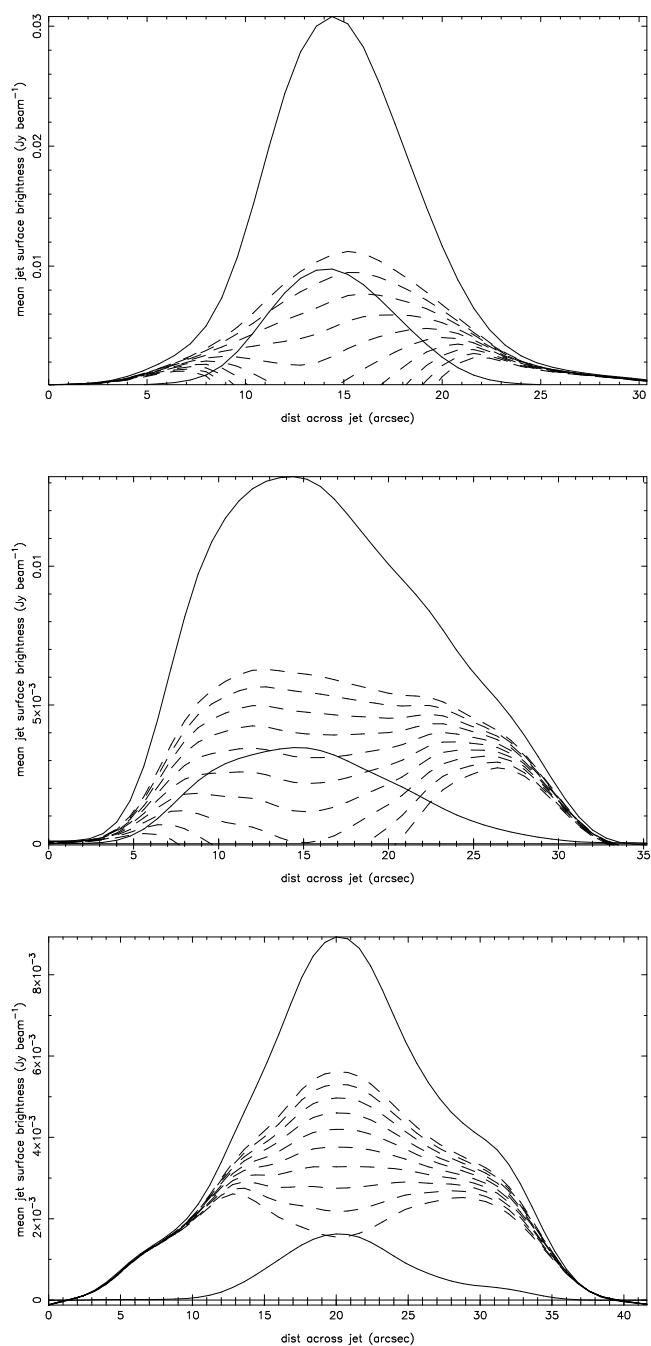 0.03
0.02
0.01
mean jet surface brightness (Jy beam⁻¹)
0 5 10 15 20 25 30
dist across jet (arcsec)
0.01
5×10⁻³
0
mean jet surface brightness (Jy beam⁻¹)
0 5 10 15 20 25 30 35
dist across jet (arcsec)
8×10⁻³
6×10⁻³
4×10⁻³
2×10⁻³
0
mean jet surface brightness (Jy beam⁻¹)
0 5 10 15 20 25 30 35 40
dist across jet (arcsec)